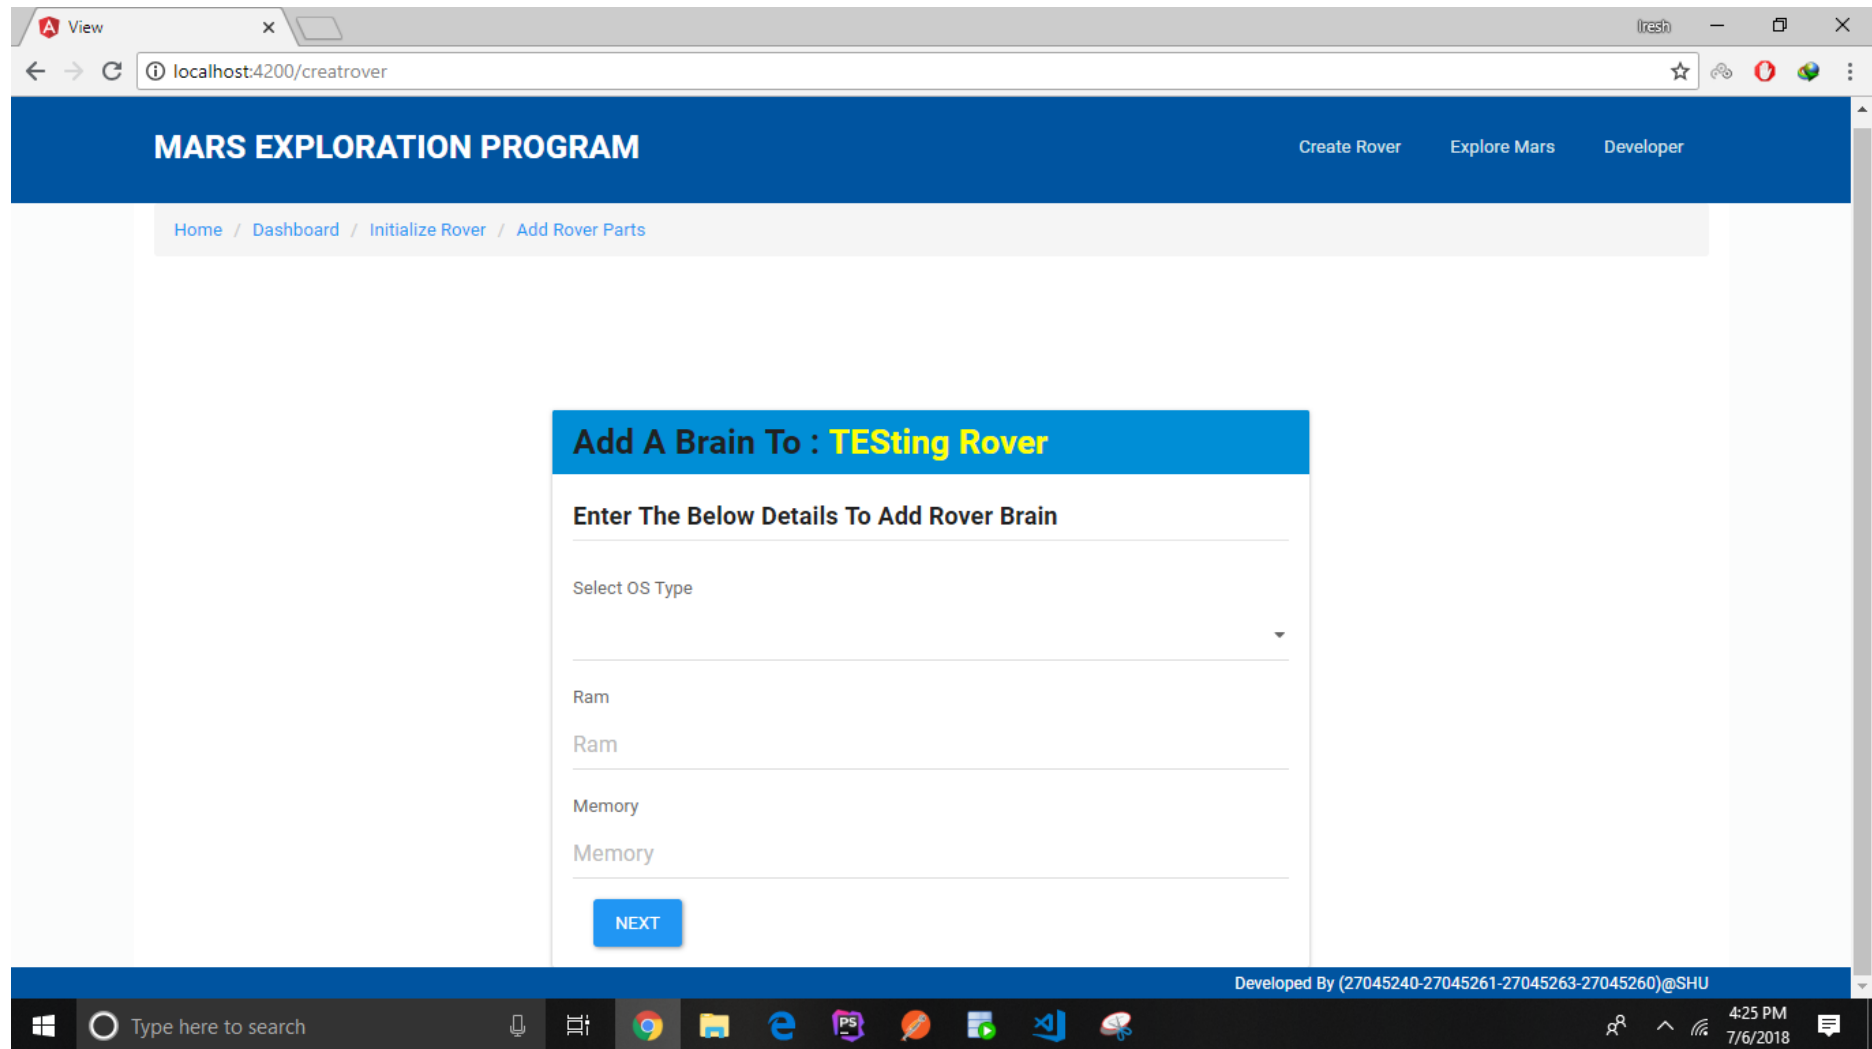 View
Iresh
localhost:4200/creatrover
MARS EXPLORATION PROGRAM
Create Rover Explore Mars Developer
Home / Dashboard / Initialize Rover / Add Rover Parts
Add A Brain To : TESting Rover
Enter The Below Details To Add Rover Brain
Select OS Type
Ram
Ram
Memory
Memory
NEXT
Developed By (27045240-27045261-27045263-27045260)@SHU
Type here to search
PS
4:25 PM
7/6/2018